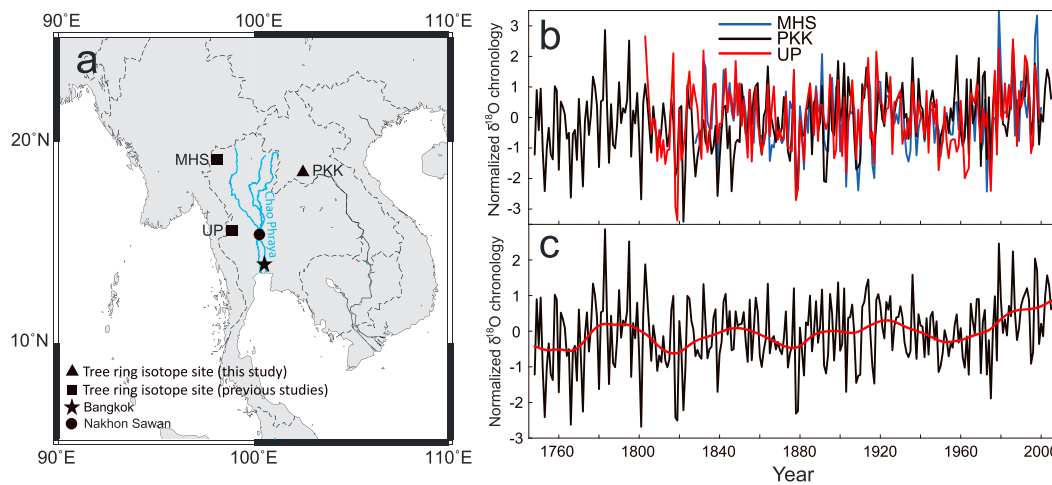 90°E 100°E 110°E
a
20°N
10°N
MHS
PKK
UP
Chao Phraya
Tree ring isotope site (this study)
Tree ring isotope site (previous studies)
Bangkok
Nakhon Sawan
90°E 100°E 110°E
b
MHS
PKK
UP
Normalized δ18O chronology
3
2
1
0
-1
-2
-3
c
Normalized δ18O chronology
2
1
0
-1
-2
-3
1760 1800 1840 1880 1920 1960 2000
Year